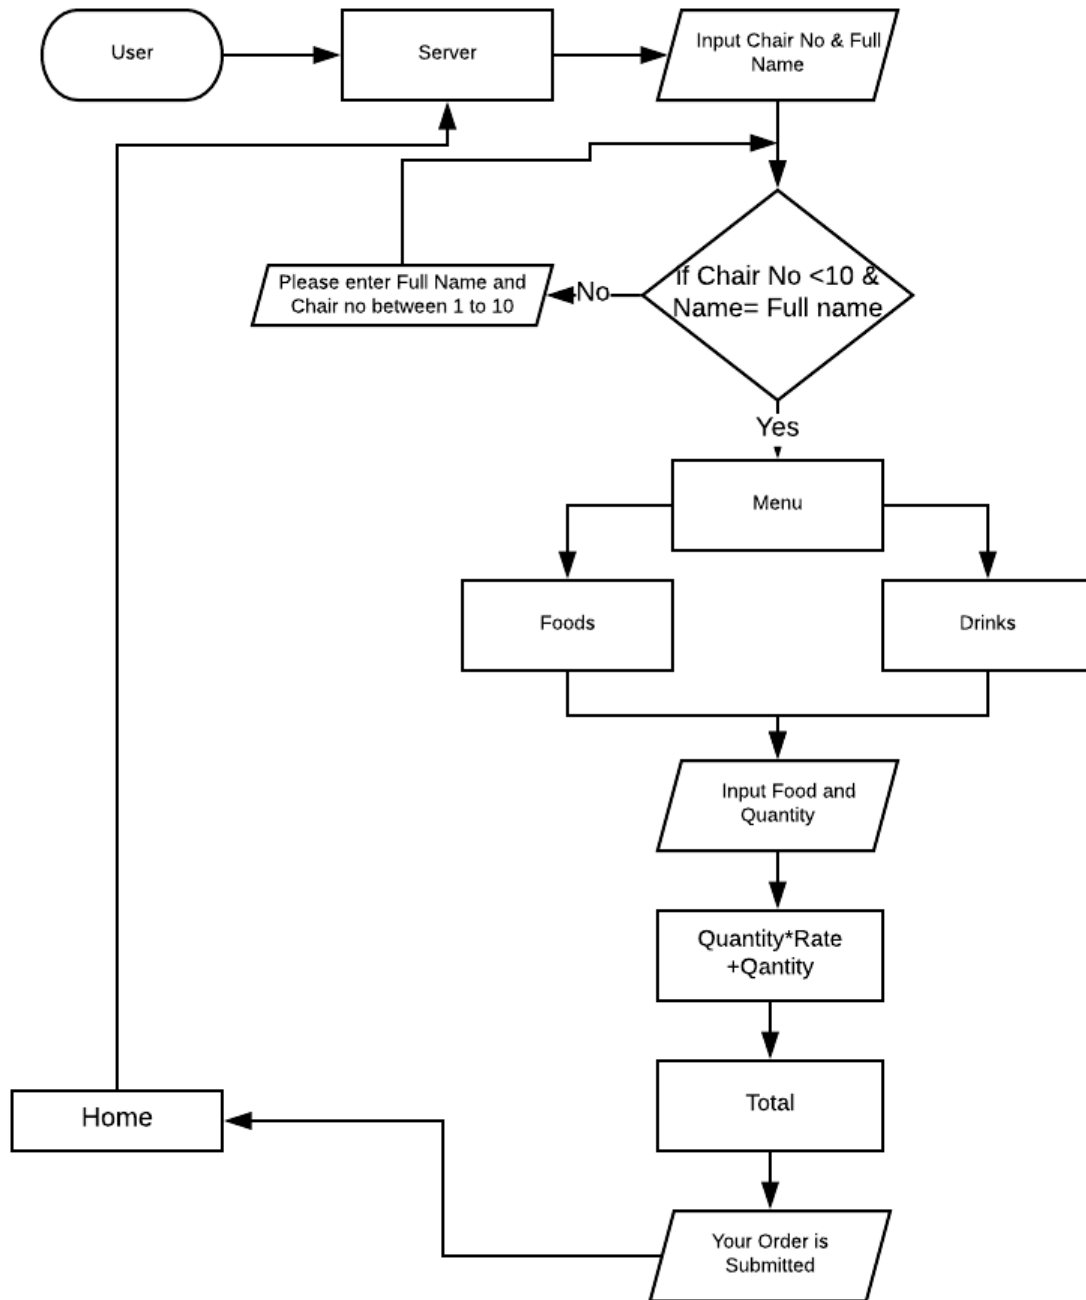 User
Server
Input Chair No & Full
Name
If Chair No <10 &
Name= Full name
No
Please enter Full Name and
Chair no between 1 to 10
Yes
Menu
Foods
Drinks
Input Food and
Quantity
Quantity*Rate
+Qantity
Total
Home
Your Order is
Submitted